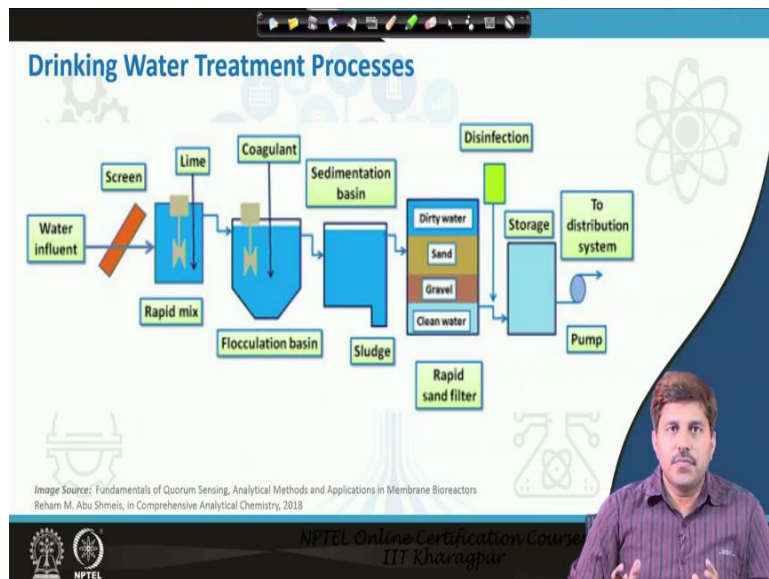 Drinking Water Treatment Processes
Disinfection
Coagulant
Lime
Sedimentation
basin
Screen
To
distribution
system
Storage
Dirty water
Water
influent
Sand
Gravel
Clean water
Rapid mix
Flocculation basin
Sludge
Pump
Rapid
sand filter
Image Source: Fundamentals of Quorum Sensing, Analytical Methods and Applications in Membrane Bioreactors
Reham M. Abu Shmeis, in Comprehensive Analytical Chemistry, 2018
NPTEL Online Certification Course
IIT Kharagpur
NPTEL